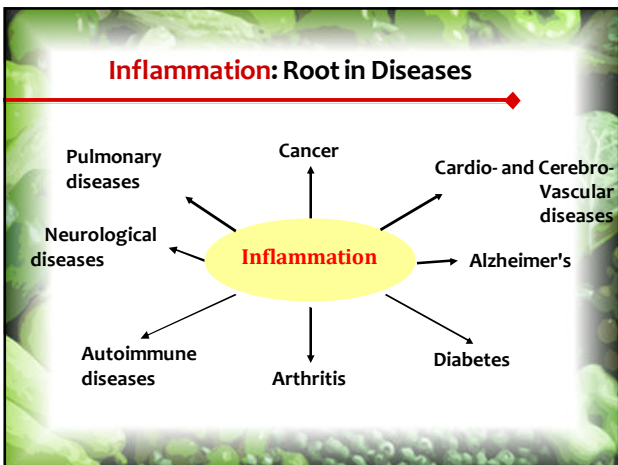 Inflammation: Root in Diseases
Cancer
Pulmonary
diseases
Cardio- and Cerebro-
Vascular
diseases
Neurological
diseases
Inflammation
Alzheimer's
Autoimmune
diseases
Arthritis
Diabetes